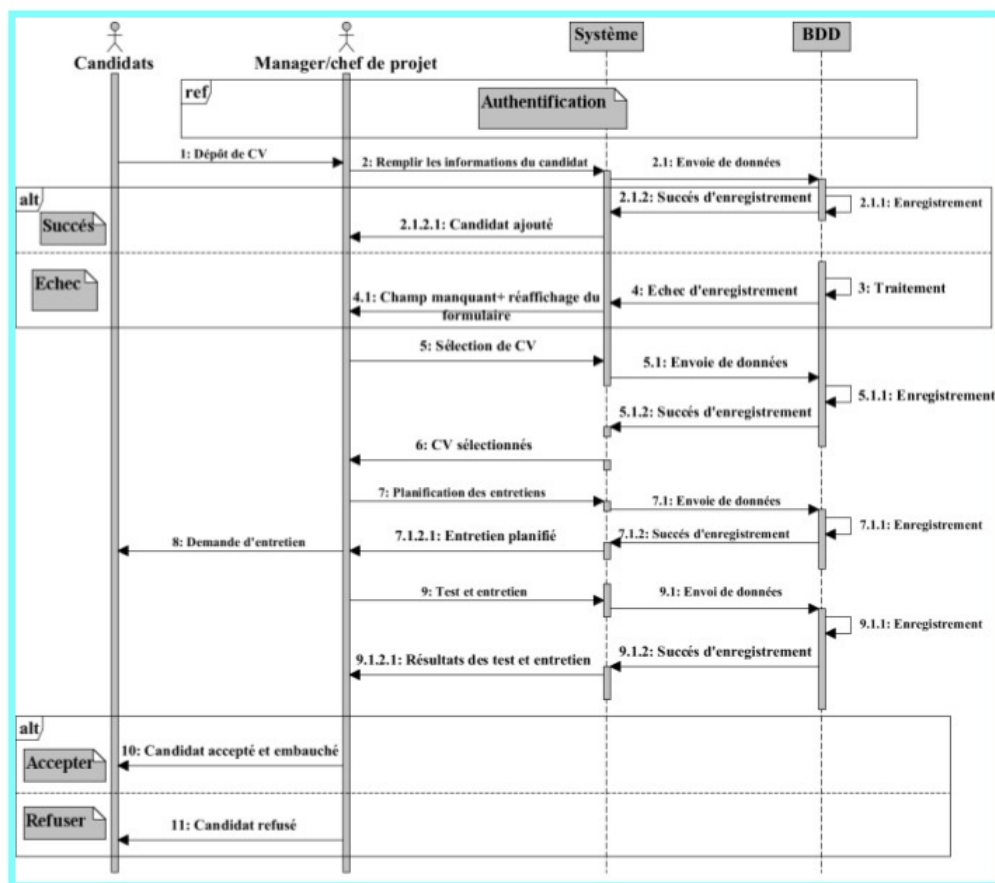 Système
BDD
Candidats
Manager/chef de projet
ref
Authentification
1: Dépôt de CV
2: Remplir les informations du candidat
2.1: Envoie de données
alt
Succés
2.1.2: Succés d'enregistrement
2.1.1: Enregistrement
2.1.2.1: Candidat ajouté
Echec
3: Traitement
4: Echec d'enregistrement
4.1: Champ manquant+ réaffichage du
formulaire
5: Sélection de CV
5.1: Envoie de données
5.1.1: Enregistrement
5.1.2: Succés d'enregistrement
6: CV sélectionnés
7: Planification des entretiens
7.1: Envoie de données
7.1.1: Enregistrement
7.1.2: Succés d'enregistrement
7.1.2.1: Entretien planifié
8: Demande d'entretien
9: Test et entretien
9.1: Envoi de données
9.1.1: Enregistrement
9.1.2: Succés d'enregistrement
9.1.2.1: Résultats des test et entretien
alt
10: Candidat accepté et embauché
Accepter
Refuser
11: Candidat refusé